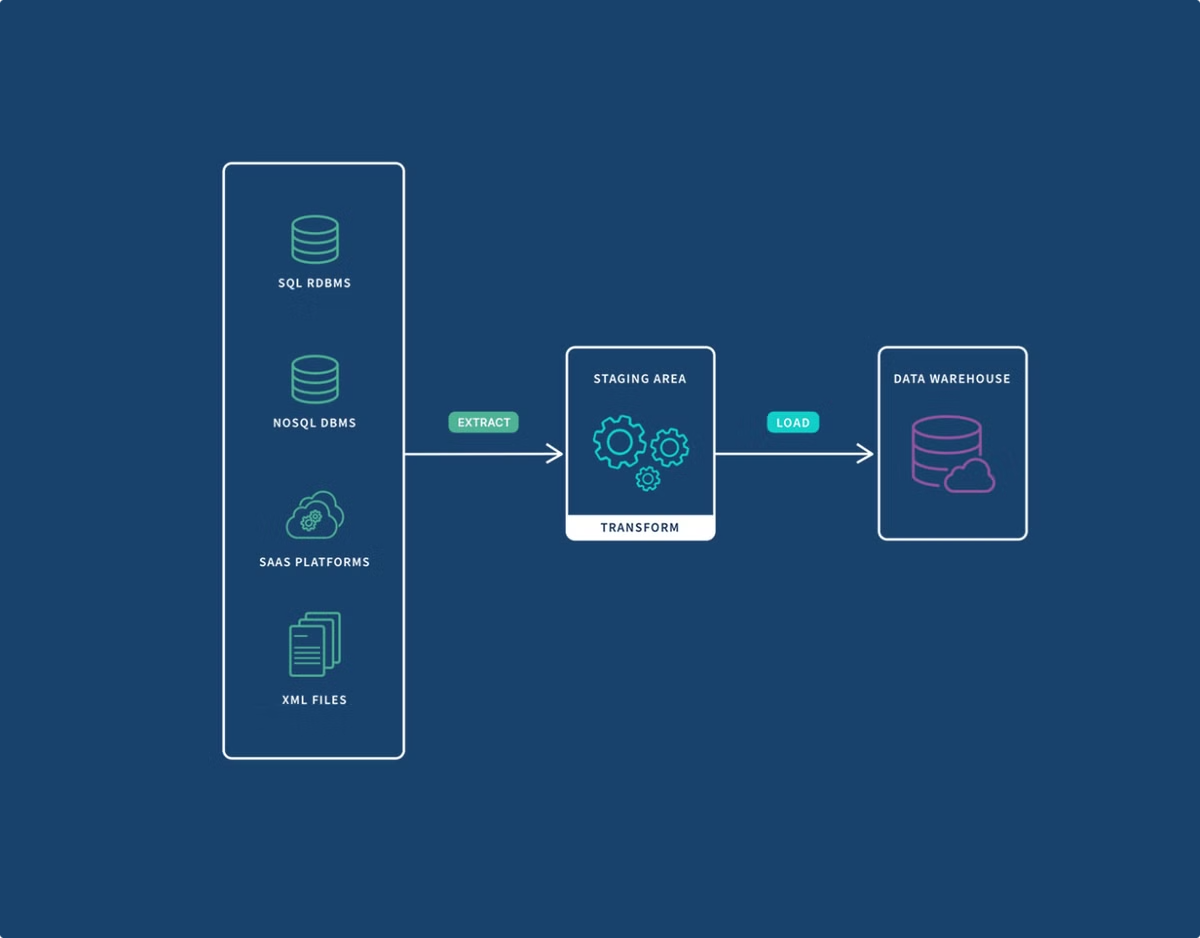 SQL RDBMS
NOSQL DBMS
SAAS PLATFORMS
XML FILES
EXTRACT
STAGING AREA
TRANSFORM
LOAD
DATA WAREHOUSE